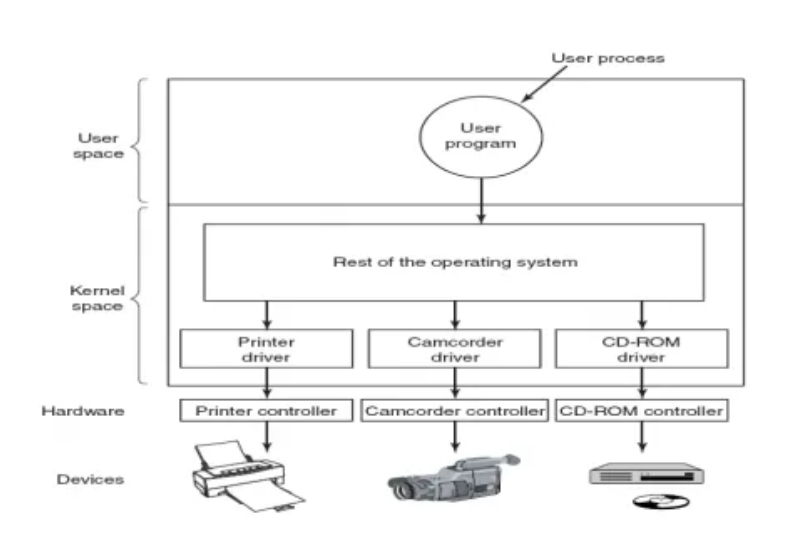 User process
User
program
User
space
Rest of the operating system
Kernel
space
Printer
driver
Camcorder
driver
CD-ROM
driver
Hardware
Printer controller
Camcorder controller
CD-ROM controller
Devices